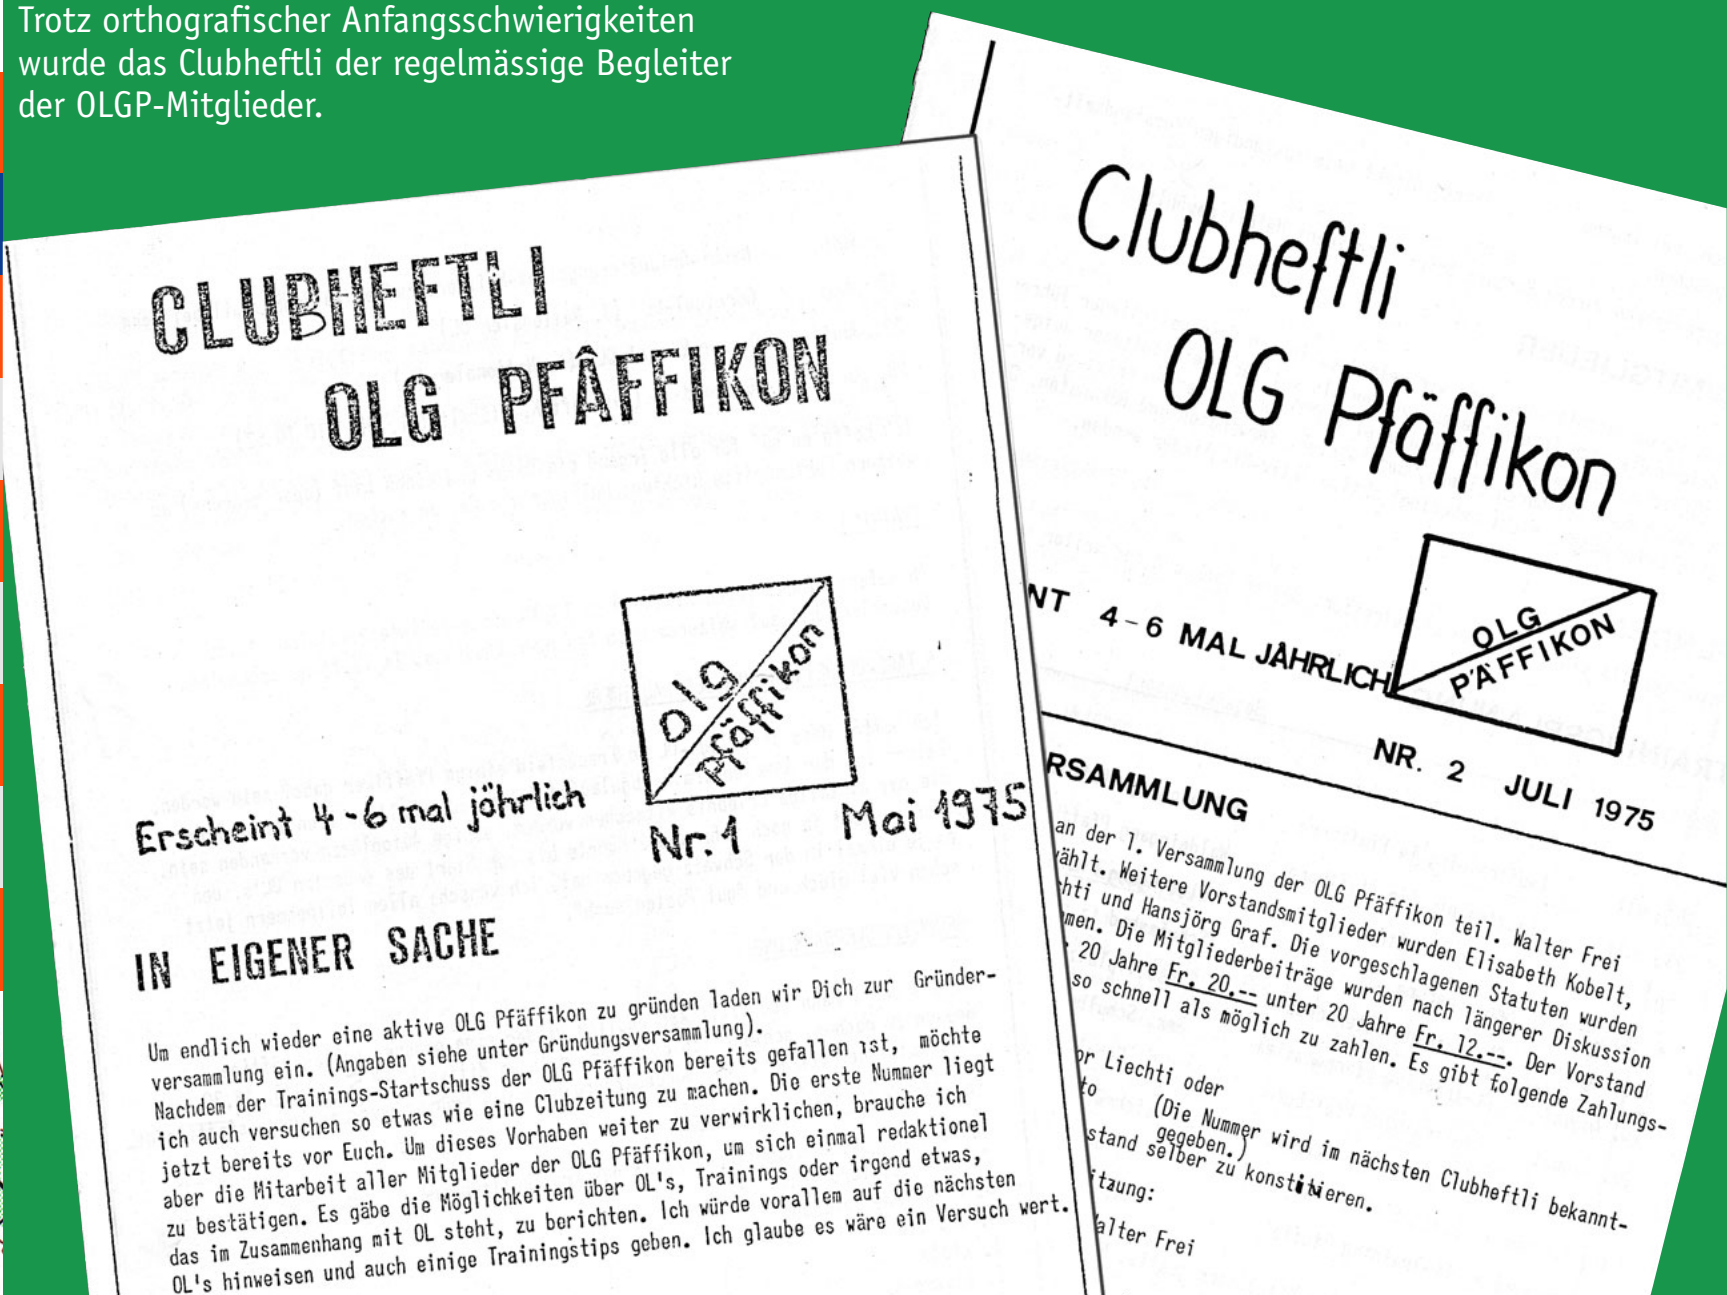 Trotz orthografischer Anfangsschwierigkeiten
wurde das Clubheftli der regelmässige Begleiter
der OLGP-Mitglieder.
CLUBHEFTLI
OLG PFÂFFIKON
olg
Pfäffikon
Erscheint 4-6 mal jährlich
Nr.1 Mai 1975
IN EIGENER SACHE
Um endlich wieder eine aktive OLG Pfäffikon zu gründen laden wir Dich zur Gründer-
versammlung ein. (Angaben siehe unter Gründungsversammlung).
Nachdem der Trainings-Startschuss der OLG Pfäffikon bereits gefallen ist, möchte
ich auch versuchen so etwas wie eine Clubzeitung zu machen. Die erste Nummer liegt
jetzt bereits vor Euch. Um dieses Vorhaben weiter zu verwirklichen, brauche ich
aber die Mitarbeit aller Mitglieder der OLG Pfäffikon, um sich einmal redaktionel
zu bestätigen. Es gäbe die Möglichkeiten über OL's, Trainings oder irgend etwas,
das im Zusammenhang mit OL steht, zu berichten. Ich würde vorallem auf die nächsten
OL's hinweisen und auch einige Trainingstips geben. Ich glaube es wäre ein Versuch wert.
Clubheftli
OLG Pfäffikon
NT 4-6 MAL JÄHRLICH
OLG
PÄFFIKON
NR. 2 JULI 1975
RSAMMLUNG
an der 1. Versammlung der OLG Pfäffikon teil. Walter Frei
ählt. Weitere Vorstandsmitglieder wurden Elisabeth Kobelt,
chti und Hansjörg Graf. Die vorgeschlagenen Statuten wurden
men. Die Mitgliederbeiträge wurden nach längerer Diskussion
20 Jahre Fr. 20.-- unter 20 Jahre Fr. 12.--. Der Vorstand
so schnell als möglich zu zahlen. Es gibt folgende Zahlungs-
or Liechti oder
to (Die Nummer wird im nächsten Clubheftli bekannt-
gegeben.)
stand selber zu konstituieren.
itzung:
alter Frei